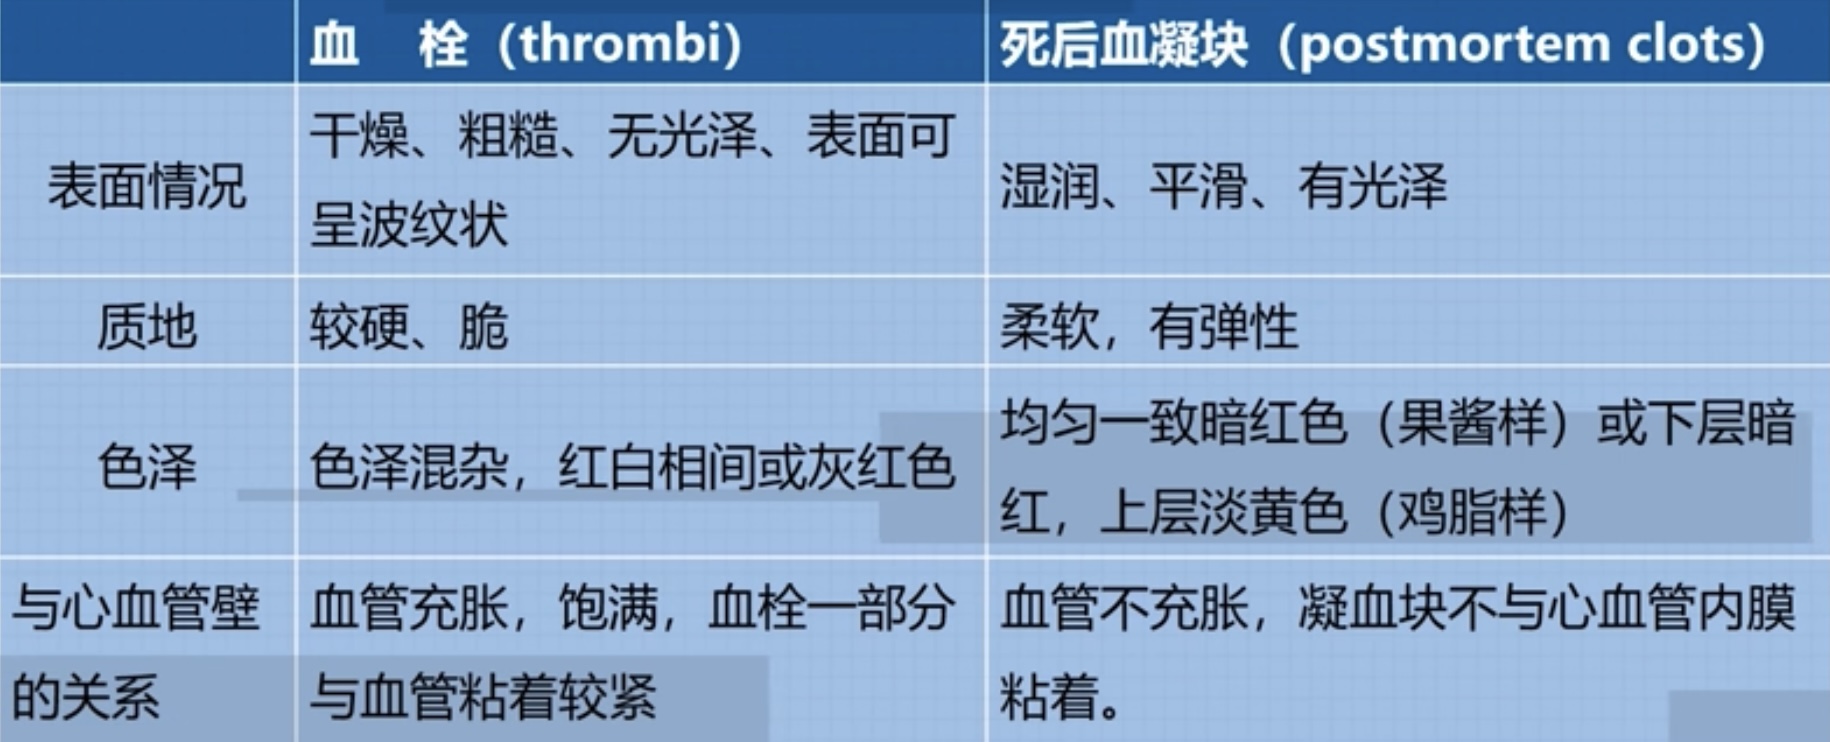 血 栓（thrombi）
死后血凝块（postmortem clots）
表面情况
干燥、粗糙、无光泽、表面可
呈波纹状
湿润、平滑、有光泽
质地
较硬、脆
柔软，有弹性
色泽
色泽混杂，红白相间或灰红色
均匀一致暗红色（果酱样）或下层暗
红，上层淡黄色（鸡脂样）
与心血管壁
的关系
血管充胀，饱满，血栓一部分
与血管粘着较紧
血管不充胀，凝血块不与心血管内膜
粘着。